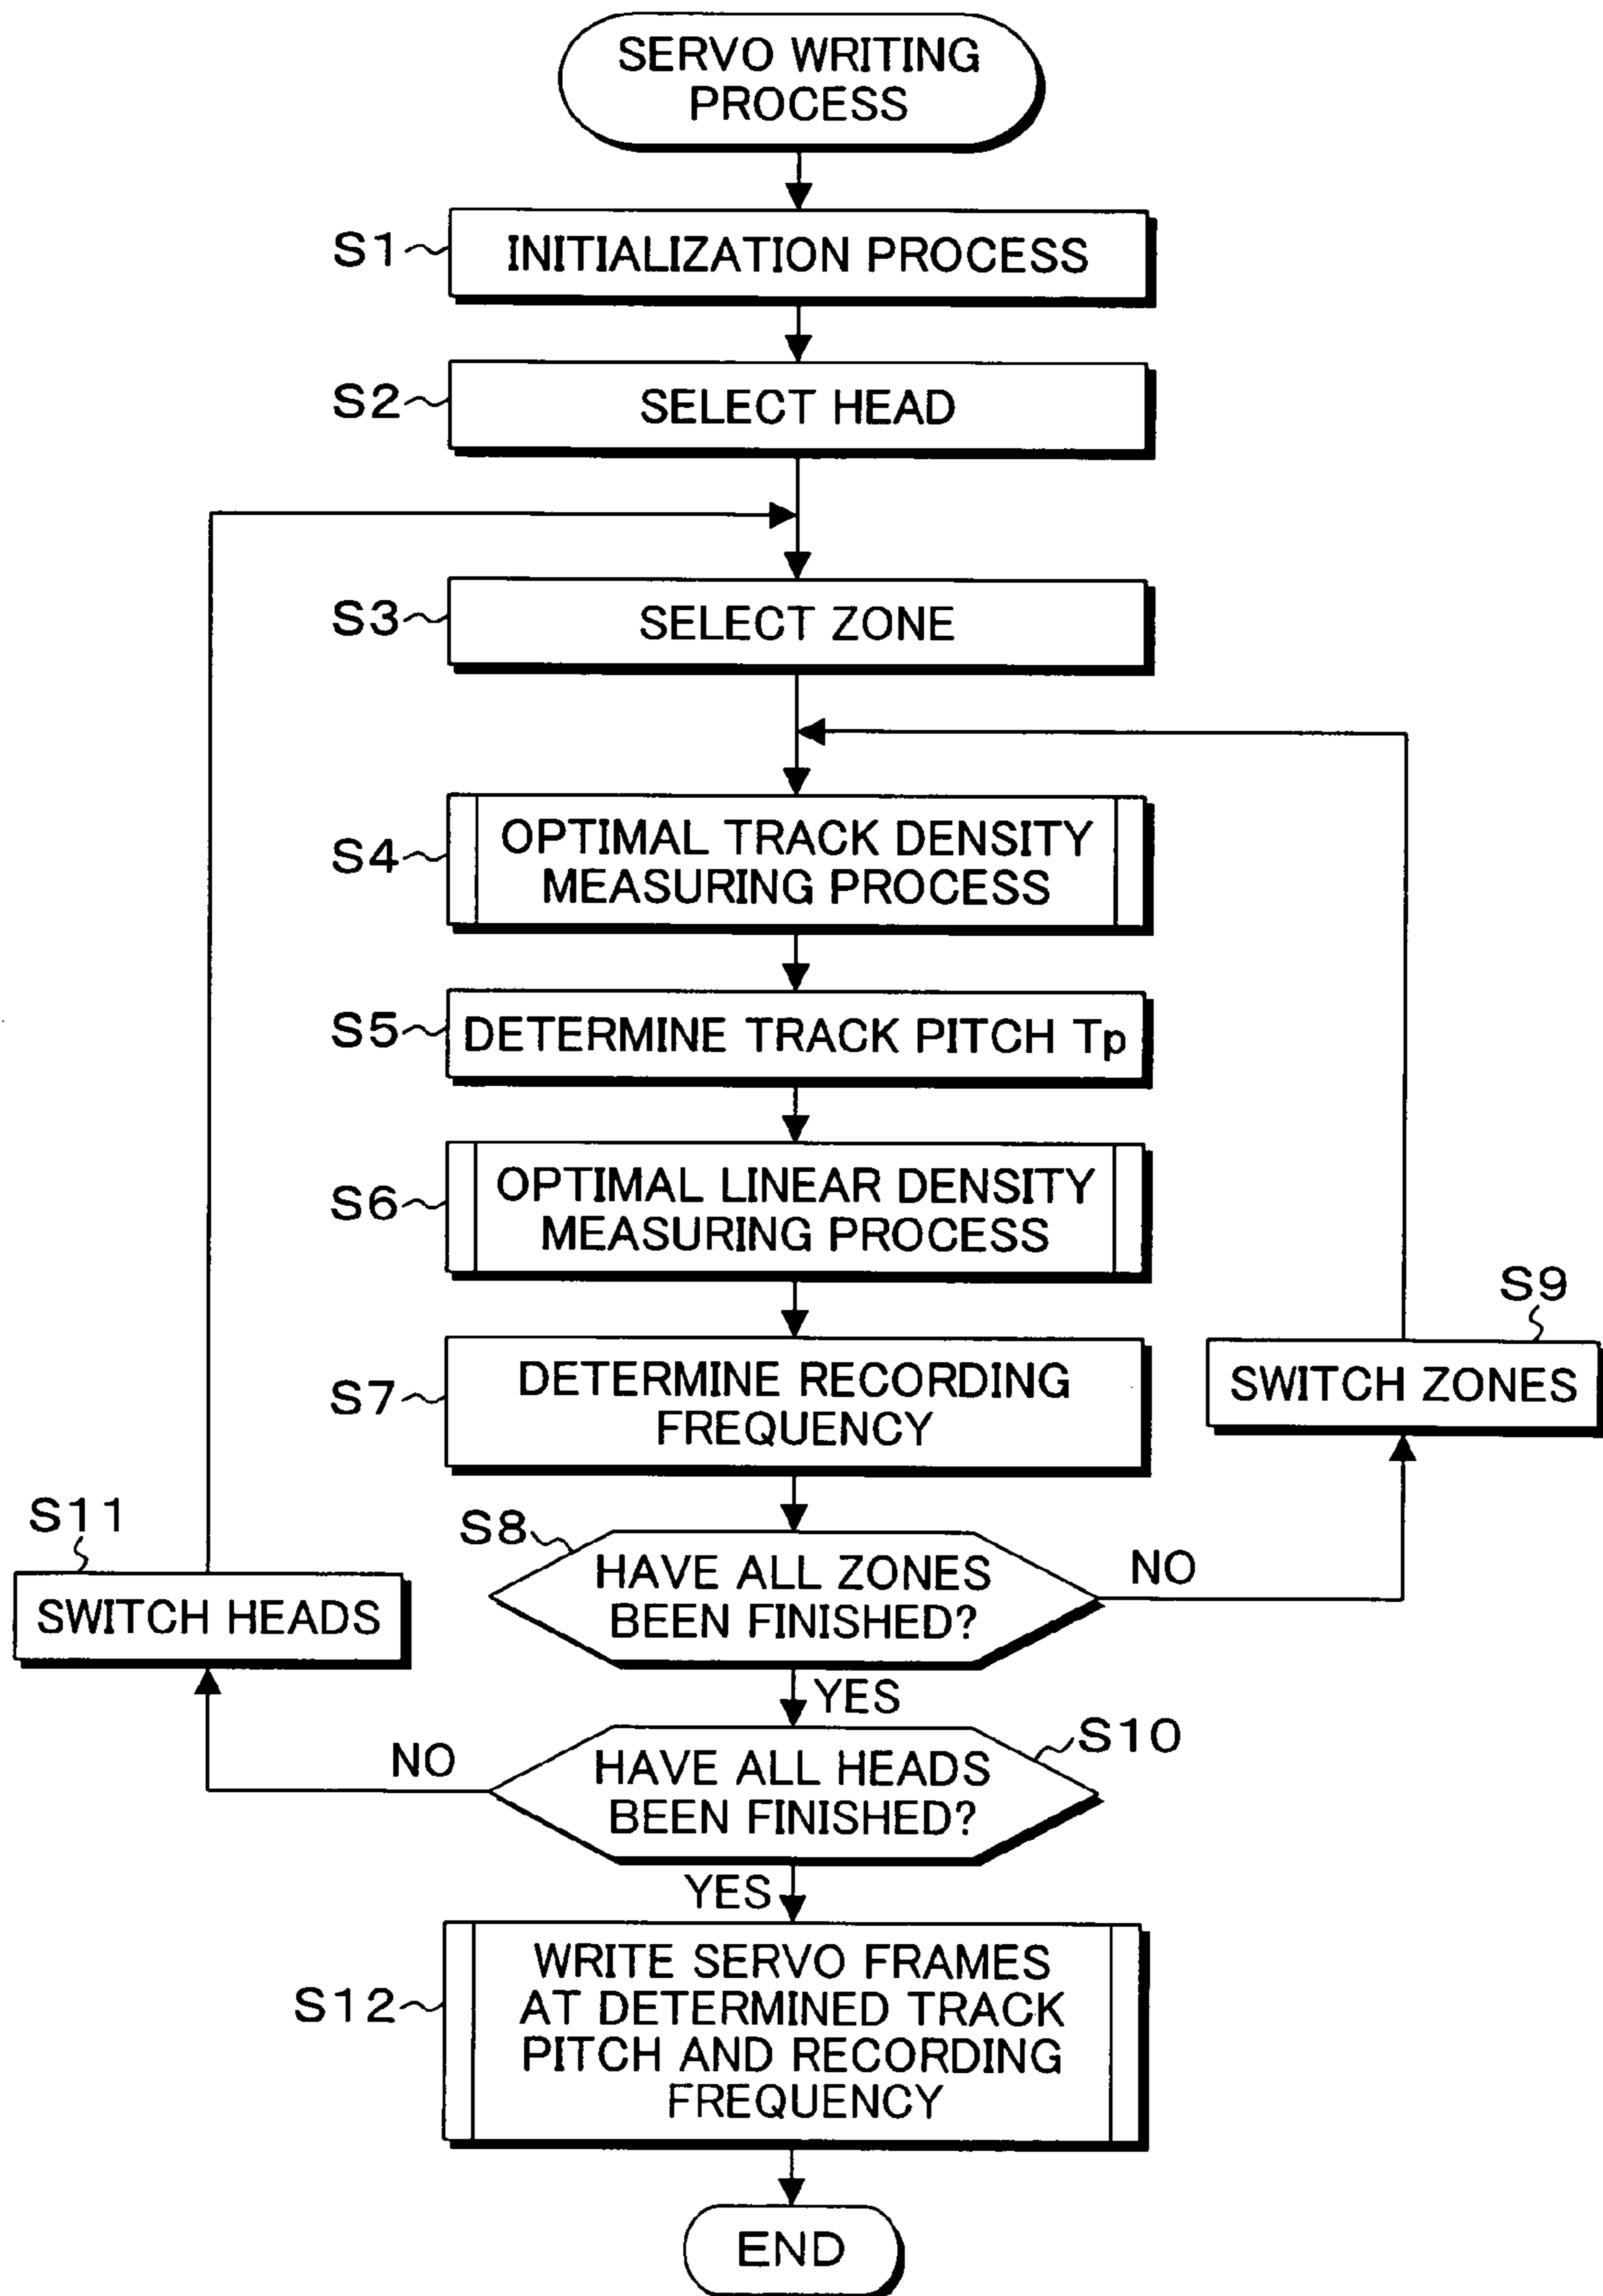 SERVO WRITING
PROCESS
S1
INITIALIZATION PROCESS
S2
SELECT HEAD
S3
SELECT ZONE
S4
OPTIMAL TRACK DENSITY
MEASURING PROCESS
S5
DETERMINE TRACK PITCH Tp
S6
OPTIMAL LINEAR DENSITY
MEASURING PROCESS
S9
SWITCH ZONES
S7
DETERMINE RECORDING
FREQUENCY
S11
SWITCH HEADS
S8
HAVE ALL ZONES
BEEN FINISHED?
NO
YES
S10
HAVE ALL HEADS
BEEN FINISHED?
NO
YES
S12
WRITE SERVO FRAMES
AT DETERMINED TRACK
PITCH AND RECORDING
FREQUENCY
END